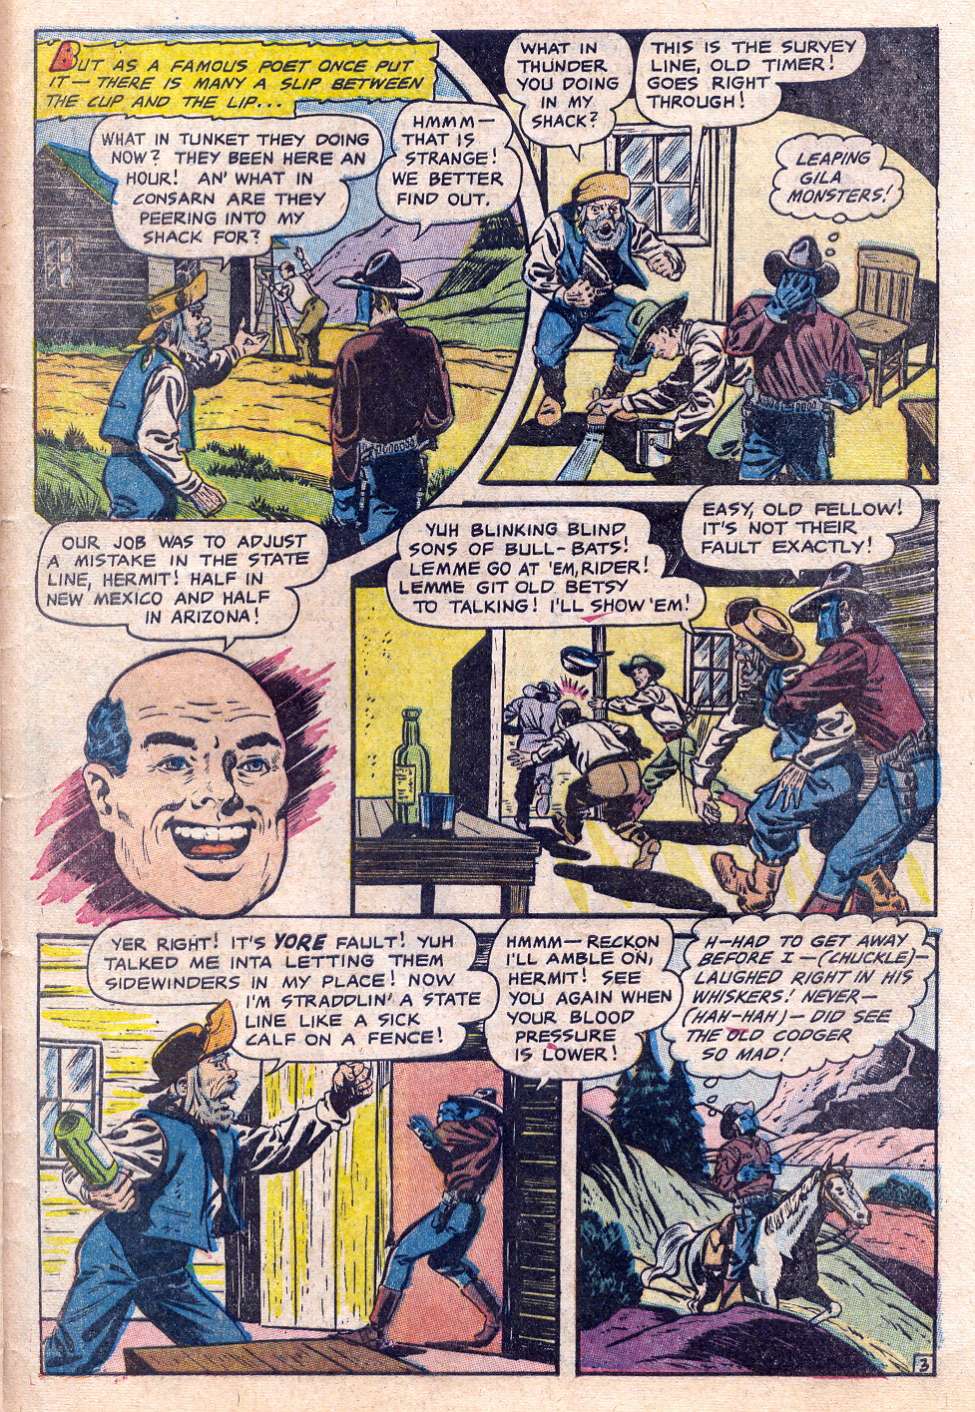 BUT AS A FAMOUS POET ONCE PUT
IT — THERE IS MANY A SLIP BETWEEN
THE CUP AND THE LIP...
WHAT IN TUNKET THEY DOING
NOW? THEY BEEN HERE AN
HOUR! AN' WHAT IN
CONSARN ARE THEY
PEERING INTO MY
SHACK FOR?
HMMM—
THAT IS
STRANGE!
WE BETTER
FIND OUT.
WHAT IN
THUNDER
YOU DOING
IN MY
SHACK?
THIS IS THE SURVEY
LINE, OLD TIMER!
GOES RIGHT
THROUGH!
LEAPING
GILA
MONSTERS!
OUR JOB WAS TO ADJUST
A MISTAKE IN THE STATE
LINE, HERMIT! HALF IN
NEW MEXICO AND HALF
IN ARIZONA!
YUH BLINKING BLIND
SONS OF BULL-BATS!
LEMME GO AT 'EM, RIDER!
LEMME GIT OLD BETSY
TO TALKING! I'LL SHOW 'EM!
EASY, OLD FELLOW!
IT'S NOT THEIR
FAULT EXACTLY!
YER RIGHT! IT'S YORE FAULT! YUH
TALKED ME INTA LETTING THEM
SIDEWINDERS IN MY PLACE! NOW
I'M STRADDLIN' A STATE
LINE LIKE A SICK
CALF ON A FENCE!
HMMM— RECKON
I'LL AMBLE ON,
HERMIT! SEE
YOU AGAIN WHEN
YOUR BLOOD
PRESSURE
IS LOWER!
H-HAD TO GET AWAY
BEFORE I —(CHUCKLE)—
LAUGHED RIGHT IN HIS
WHISKERS! NEVER—
(HAH-HAH)— DID SEE
THE OLD CODGER
SO MAD!
3